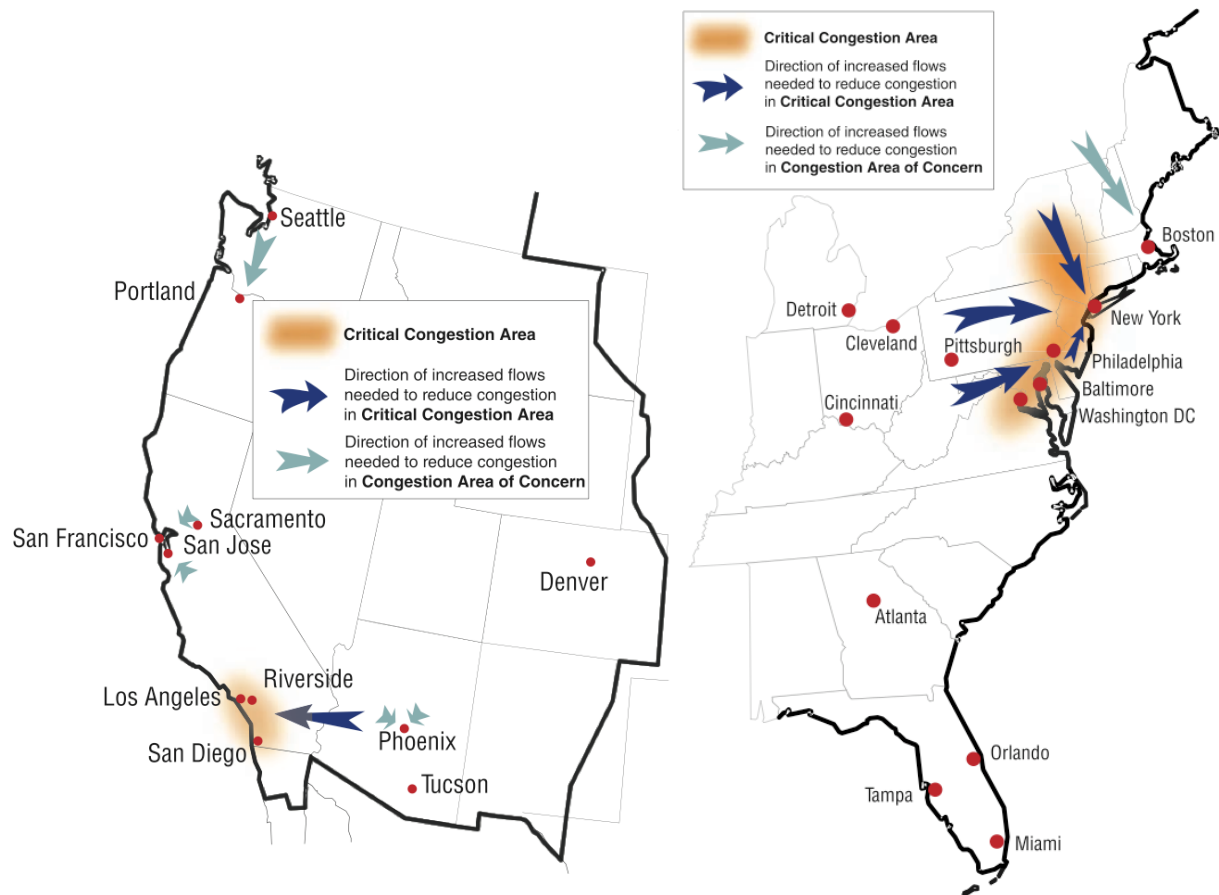 Critical Congestion Area
Direction of increased flows
needed to reduce congestion
in Critical Congestion Area
Direction of increased flows
needed to reduce congestion
in Congestion Area of Concern
Seattle
Portland
Critical Congestion Area
Direction of increased flows
needed to reduce congestion
in Critical Congestion Area
Direction of increased flows
needed to reduce congestion
in Congestion Area of Concern
Sacramento
San Francisco
San Jose
Denver
Riverside
Los Angeles
San Diego
Phoenix
Tucson
Boston
Detroit
New York
Cleveland
Pittsburgh
Philadelphia
Baltimore
Cincinnati
Washington DC
Atlanta
Orlando
Tampa
Miami